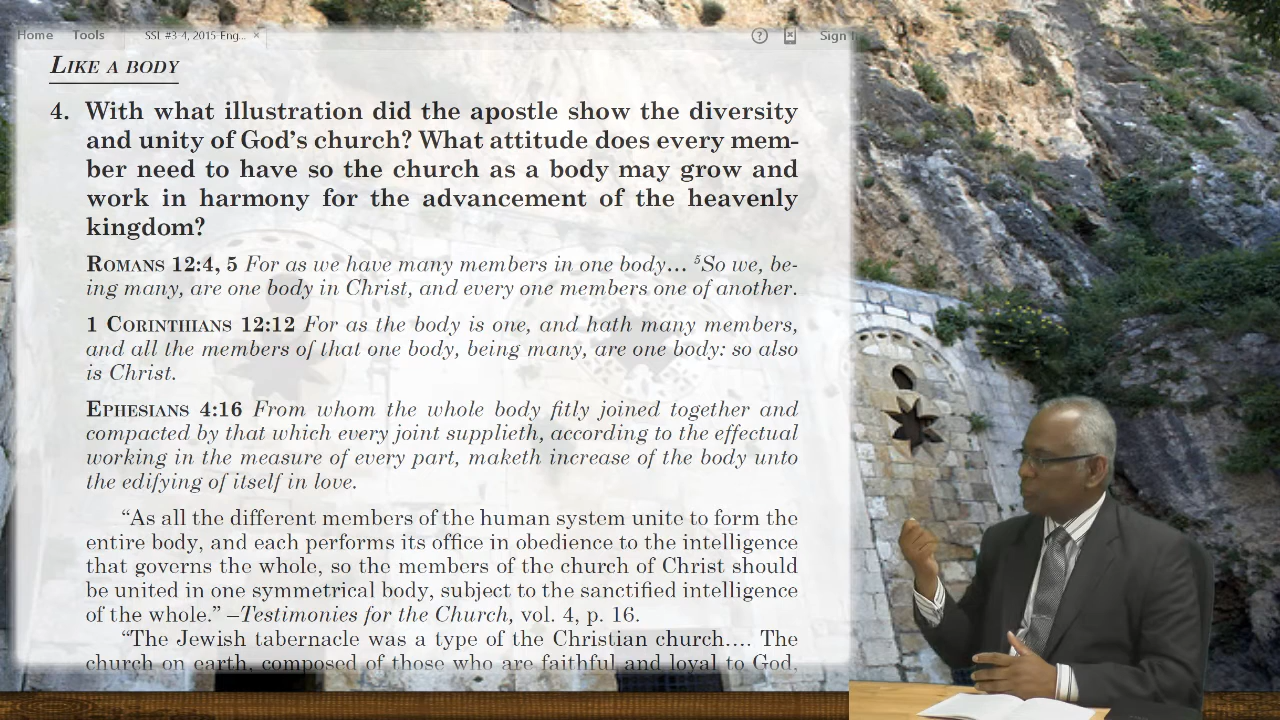 Home Tools SSL #3-4, 2015-Eng... × ? Sign In
LIKE A BODY
4. With what illustration did the apostle show the diversity
and unity of God's church? What attitude does every mem-
ber need to have so the church as a body may grow and
work in harmony for the advancement of the heavenly
kingdom?
ROMANS 12:4, 5 For as we have many members in one body… ⁵So we, be-
ing many, are one body in Christ, and every one members one of another.
1 CORINTHIANS 12:12 For as the body is one, and hath many members,
and all the members of that one body, being many, are one body: so also
is Christ.
EPHESIANS 4:16 From whom the whole body fitly joined together and
compacted by that which every joint supplieth, according to the effectual
working in the measure of every part, maketh increase of the body unto
the edifying of itself in love.
“As all the different members of the human system unite to form the
entire body, and each performs its office in obedience to the intelligence
that governs the whole, so the members of the church of Christ should
be united in one symmetrical body, subject to the sanctified intelligence
of the whole.” –Testimonies for the Church, vol. 4, p. 16.
“The Jewish tabernacle was a type of the Christian church.… The
church on earth, composed of those who are faithful and loyal to God,